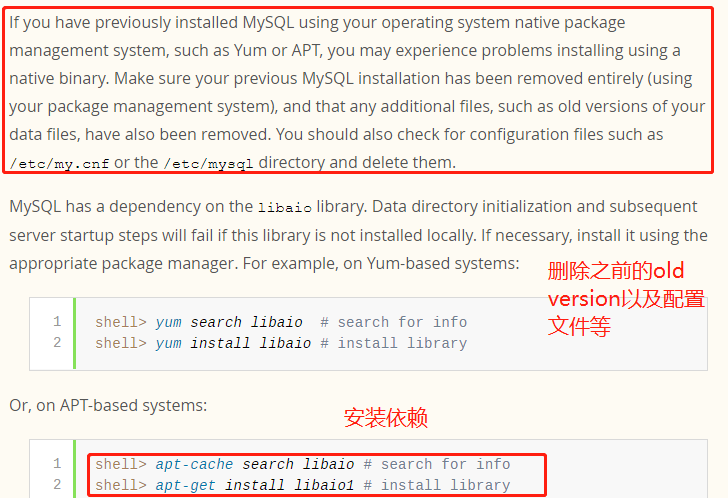 If you have previously installed MySQL using your operating system native package
management system, such as Yum or APT, you may experience problems installing using a
native binary. Make sure your previous MySQL installation has been removed entirely (using
your package management system), and that any additional files, such as old versions of your
data files, have also been removed. You should also check for configuration files such as
/etc/my.cnf or the /etc/mysql directory and delete them.
MySQL has a dependency on the libaio library. Data directory initialization and subsequent
server startup steps will fail if this library is not installed locally. If necessary, install it using the
appropriate package manager. For example, on Yum-based systems:
删除之前的old
version以及配置
文件等
1 shell> yum search libaio # search for info
2 shell> yum install libaio # install library
Or, on APT-based systems:
安装依赖
1 shell> apt-cache search libaio # search for info
2 shell> apt-get install libaio1 # install library